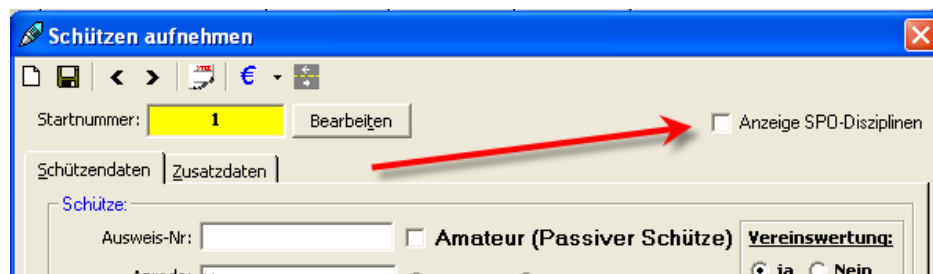 Schützen aufnehmen
€
Startnummer: 1 Bearbeiten Anzeige SPO-Disziplinen
Schützendaten Zusatzdaten
Schütze:
Ausweis-Nr: Amateur (Passiver Schütze) Vereinswertung:
ja Nein